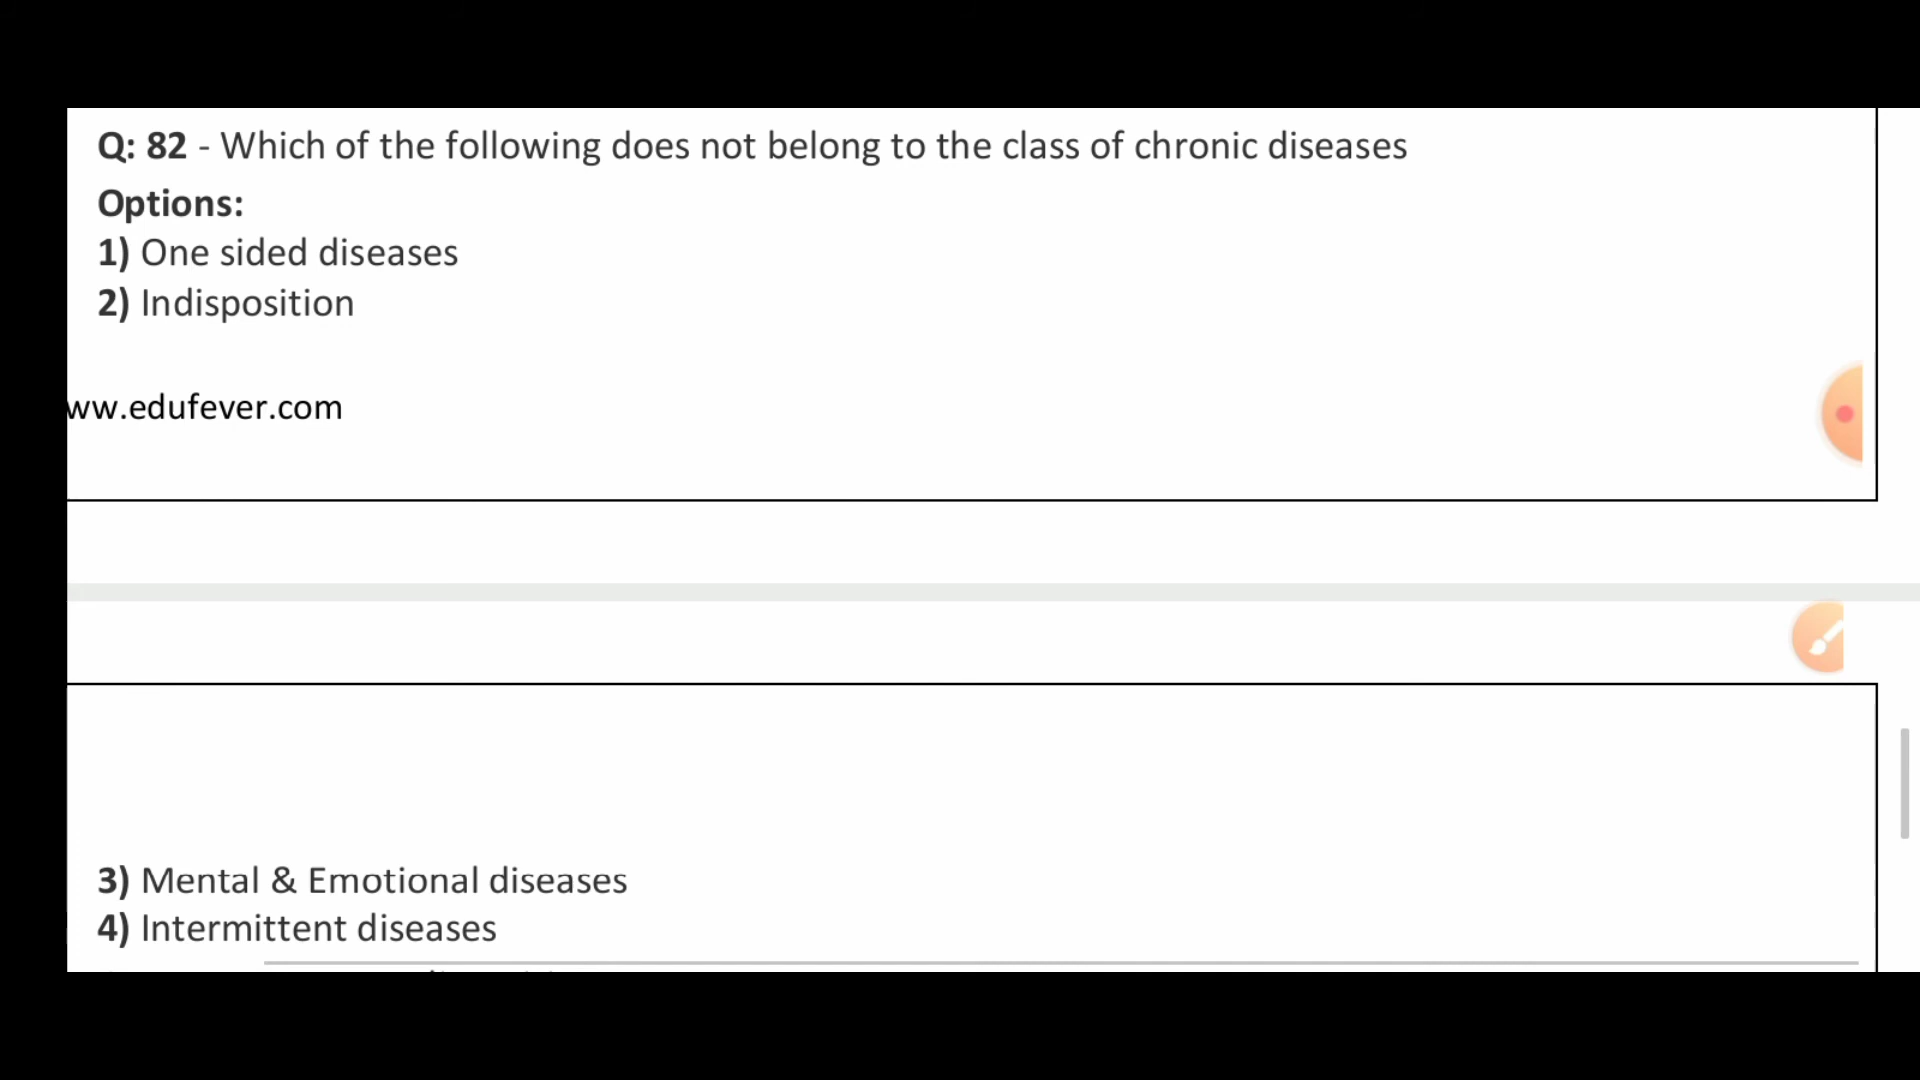 Q: 82 - Which of the following does not belong to the class of chronic diseases
Options:
1) One sided diseases
2) Indisposition
ww.edufever.com
3) Mental & Emotional diseases
4) Intermittent diseases